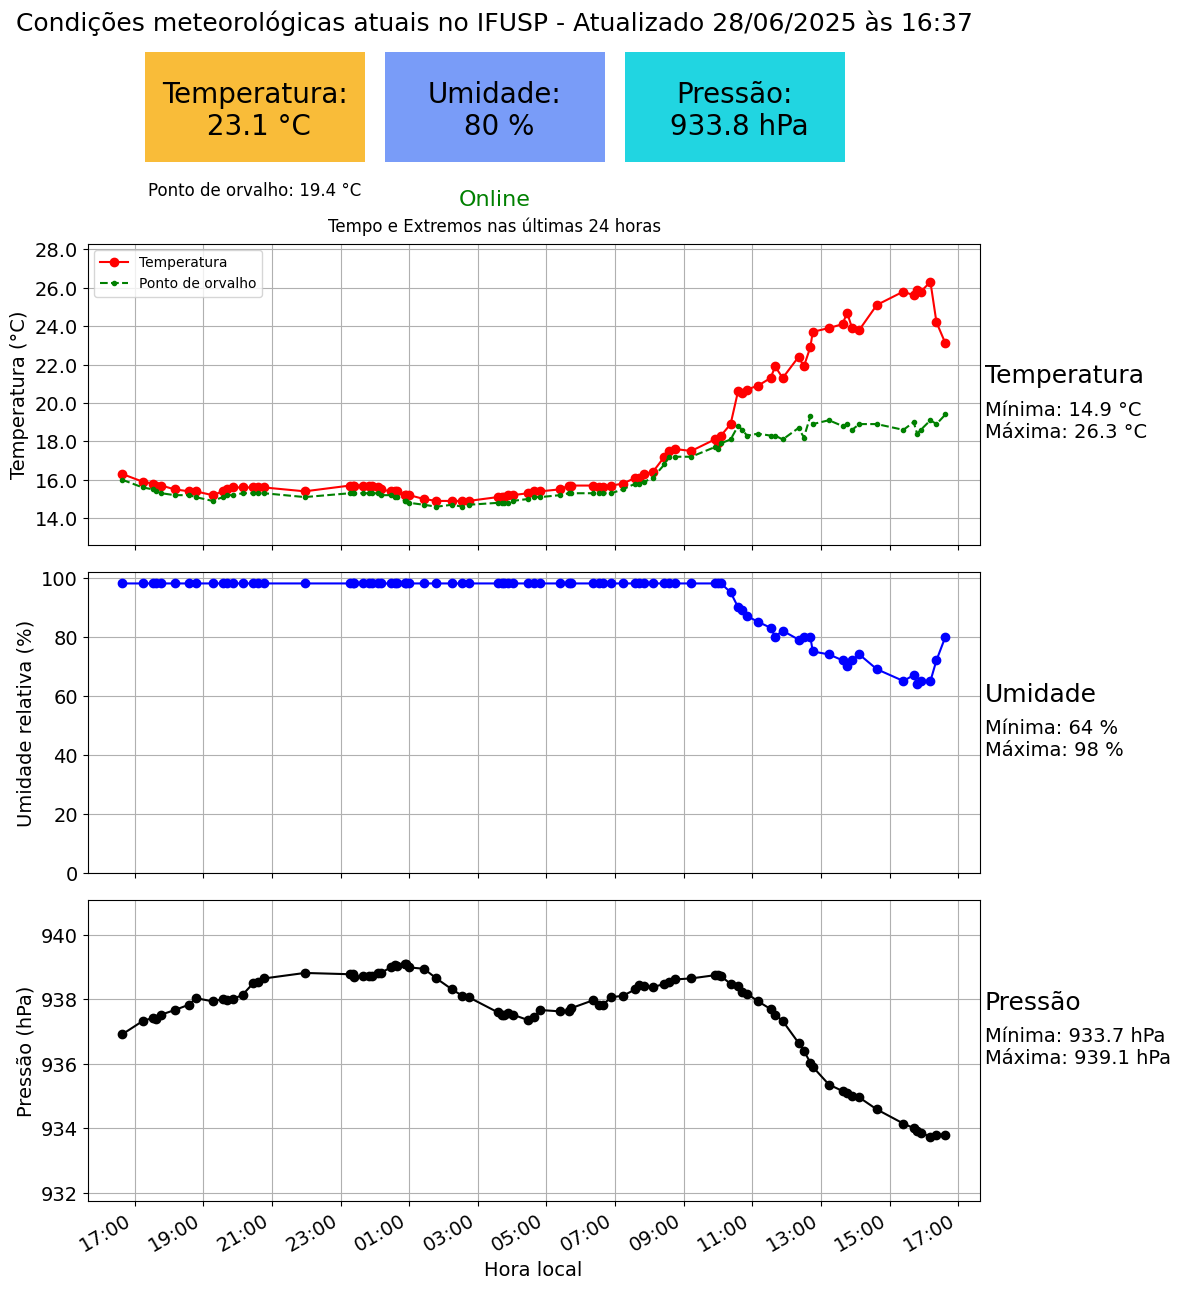 Condições meteorológicas atuais no IFUSP - Atualizado 28/06/2025 às 16:37
Temperatura:
23.1 °C
Umidade:
80 %
Pressão:
933.8 hPa
Ponto de orvalho: 19.4 °C
Online
Tempo e Extremos nas últimas 24 horas
Temperatura (°C)
28.0
26.0
24.0
22.0
20.0
18.0
16.0
14.0
Temperatura
Ponto de orvalho
Temperatura
Mínima: 14.9 °C
Máxima: 26.3 °C
Umidade relativa (%)
100
80
60
40
20
0
Umidade
Mínima: 64 %
Máxima: 98 %
Pressão (hPa)
940
938
936
934
932
Pressão
Mínima: 933.7 hPa
Máxima: 939.1 hPa
17:00
19:00
21:00
23:00
01:00
03:00
05:00
07:00
09:00
11:00
13:00
15:00
17:00
Hora local